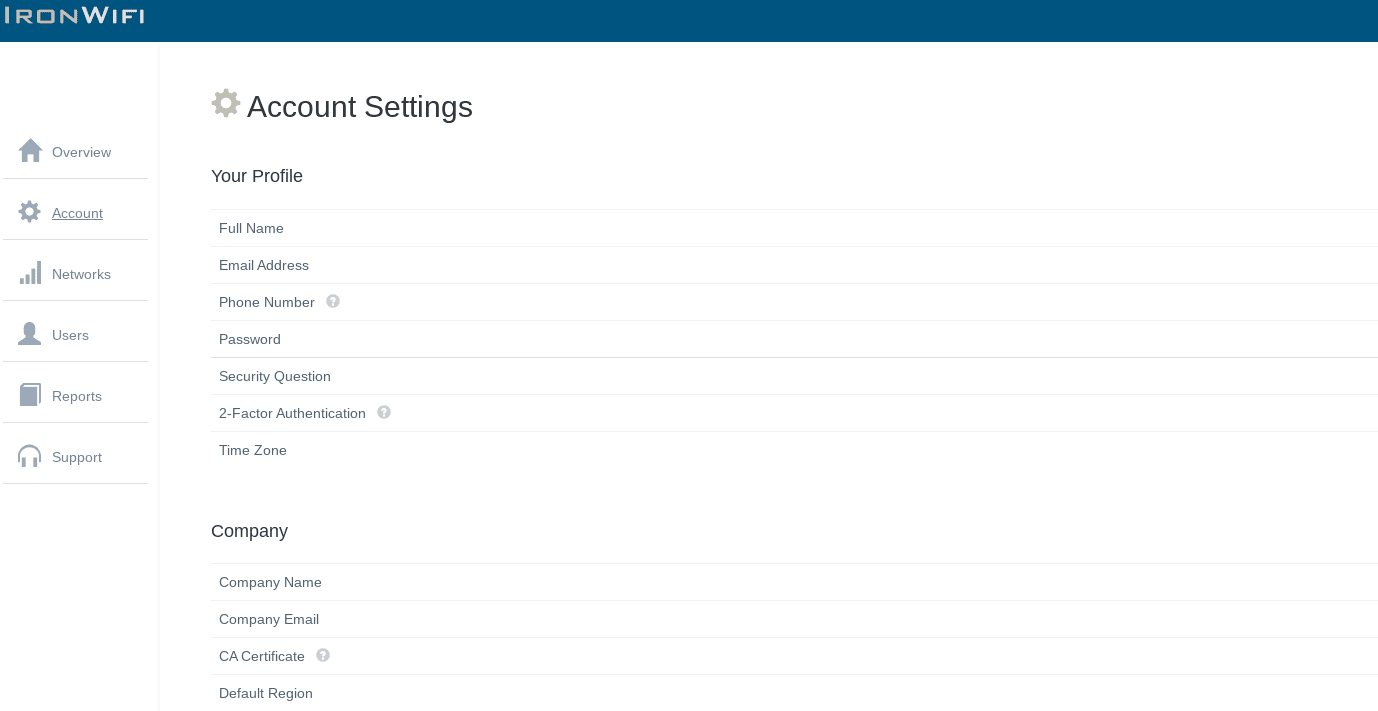 IronWifi
Account Settings
Overview
Account
Networks
Users
Reports
Support
Your Profile
Full Name
Email Address
Phone Number
Password
Security Question
2-Factor Authentication
Time Zone
Company
Company Name
Company Email
CA Certificate
Default Region